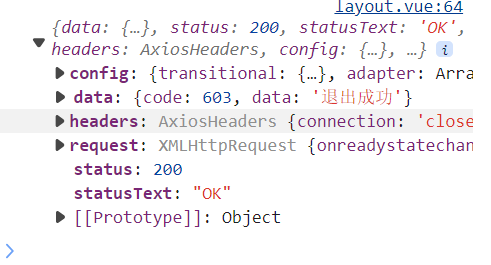 layout.vue:64
{data: {…}, status: 200, statusText: 'OK',
headers: AxiosHeaders, config: {…}, …} i
config: {transitional: {…}, adapter: Arra
data: {code: 603, data: '退出成功'}
headers: AxiosHeaders {connection: 'close
request: XMLHttpRequest {onreadystatechan
status: 200
statusText: "OK"
[[Prototype]]: Object